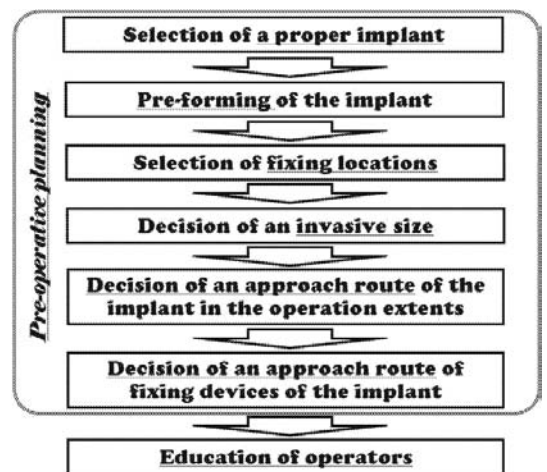 Pre-operative planning
Selection of a proper implant
Pre-forming of the implant
Selection of fixing locations
Decision of an invasive size
Decision of an approach route of the
implant in the operation extents
Decision of an approach route of
fixing devices of the implant
Education of operators